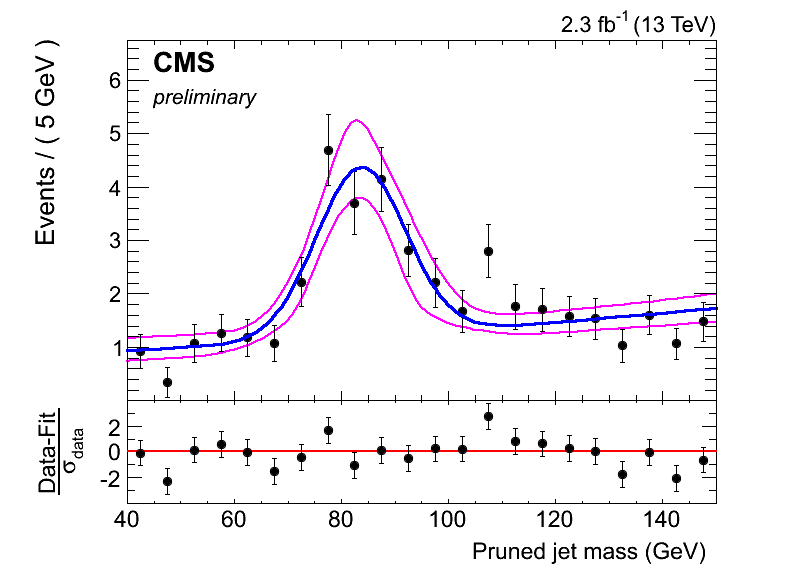 2.3 fb-1 (13 TeV)
CMS
preliminary
Events / ( 5 GeV )
6
5
4
3
2
1
Data-Fit
σdata
2
0
-2
40 60 80 100 120 140
Pruned jet mass (GeV)